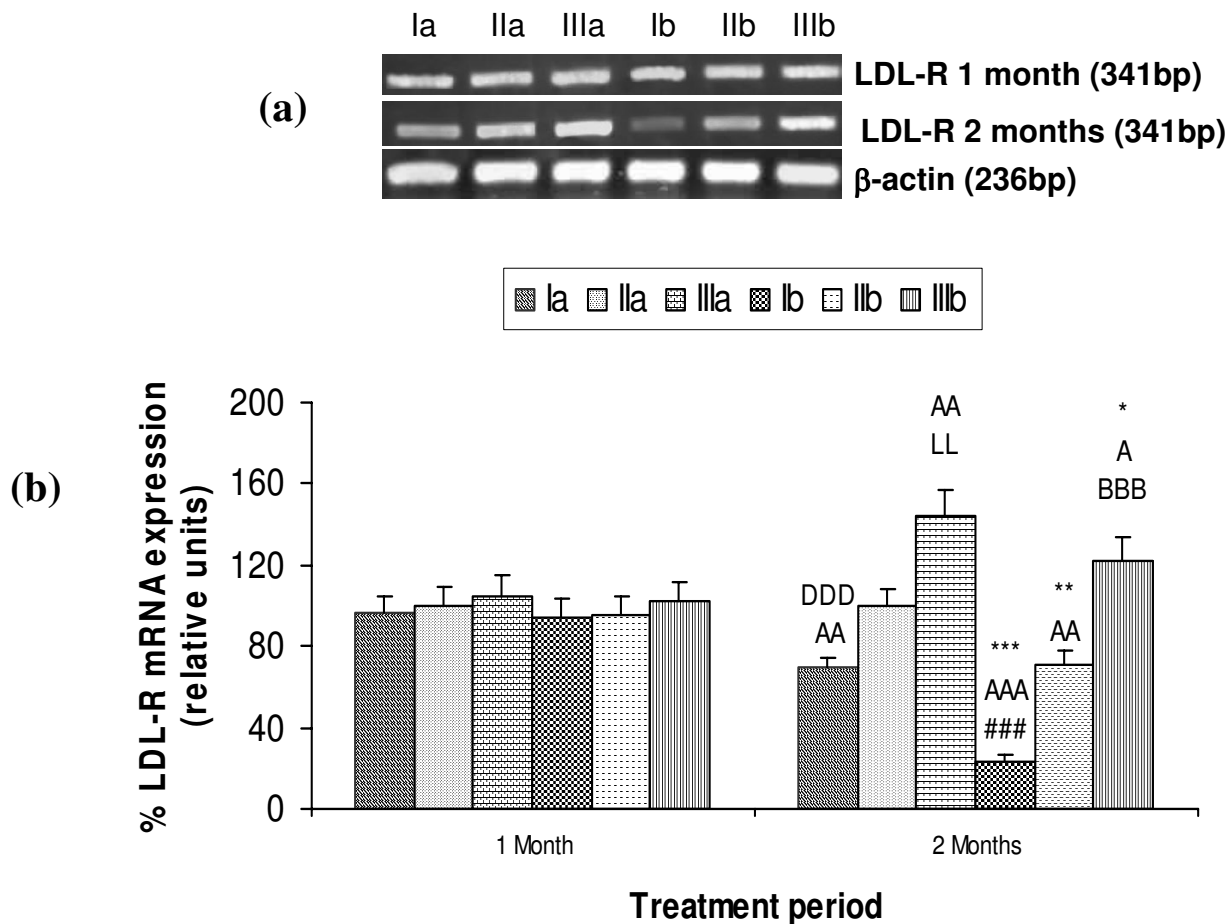 Ia IIa IIIa Ib IIb IIIb
(a)
LDL-R 1 month (341bp)
LDL-R 2 months (341bp)
β-actin (236bp)
Ia IIa IIIa Ib IIb IIIb
(b)
% LDL-R mRNA expression
(relative units)
200
160
120
80
40
0
DDD
AA
AA
LL
***
AAA
###
**
AA
*
A
BBB
1 Month
2 Months
Treatment period